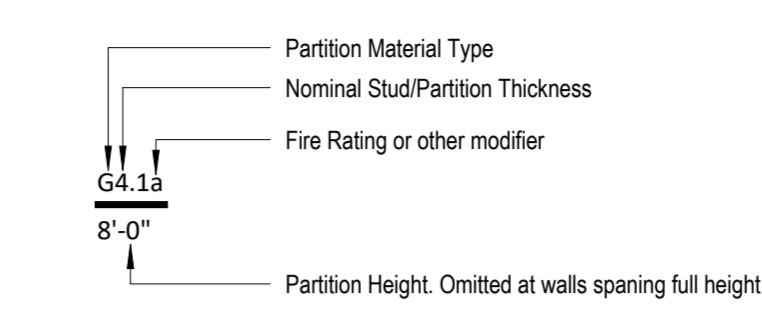 Partition Material Type
Nominal Stud/Partition Thickness
Fire Rating or other modifier
G4.1a
8'-0"
Partition Height. Omitted at walls spaning full height